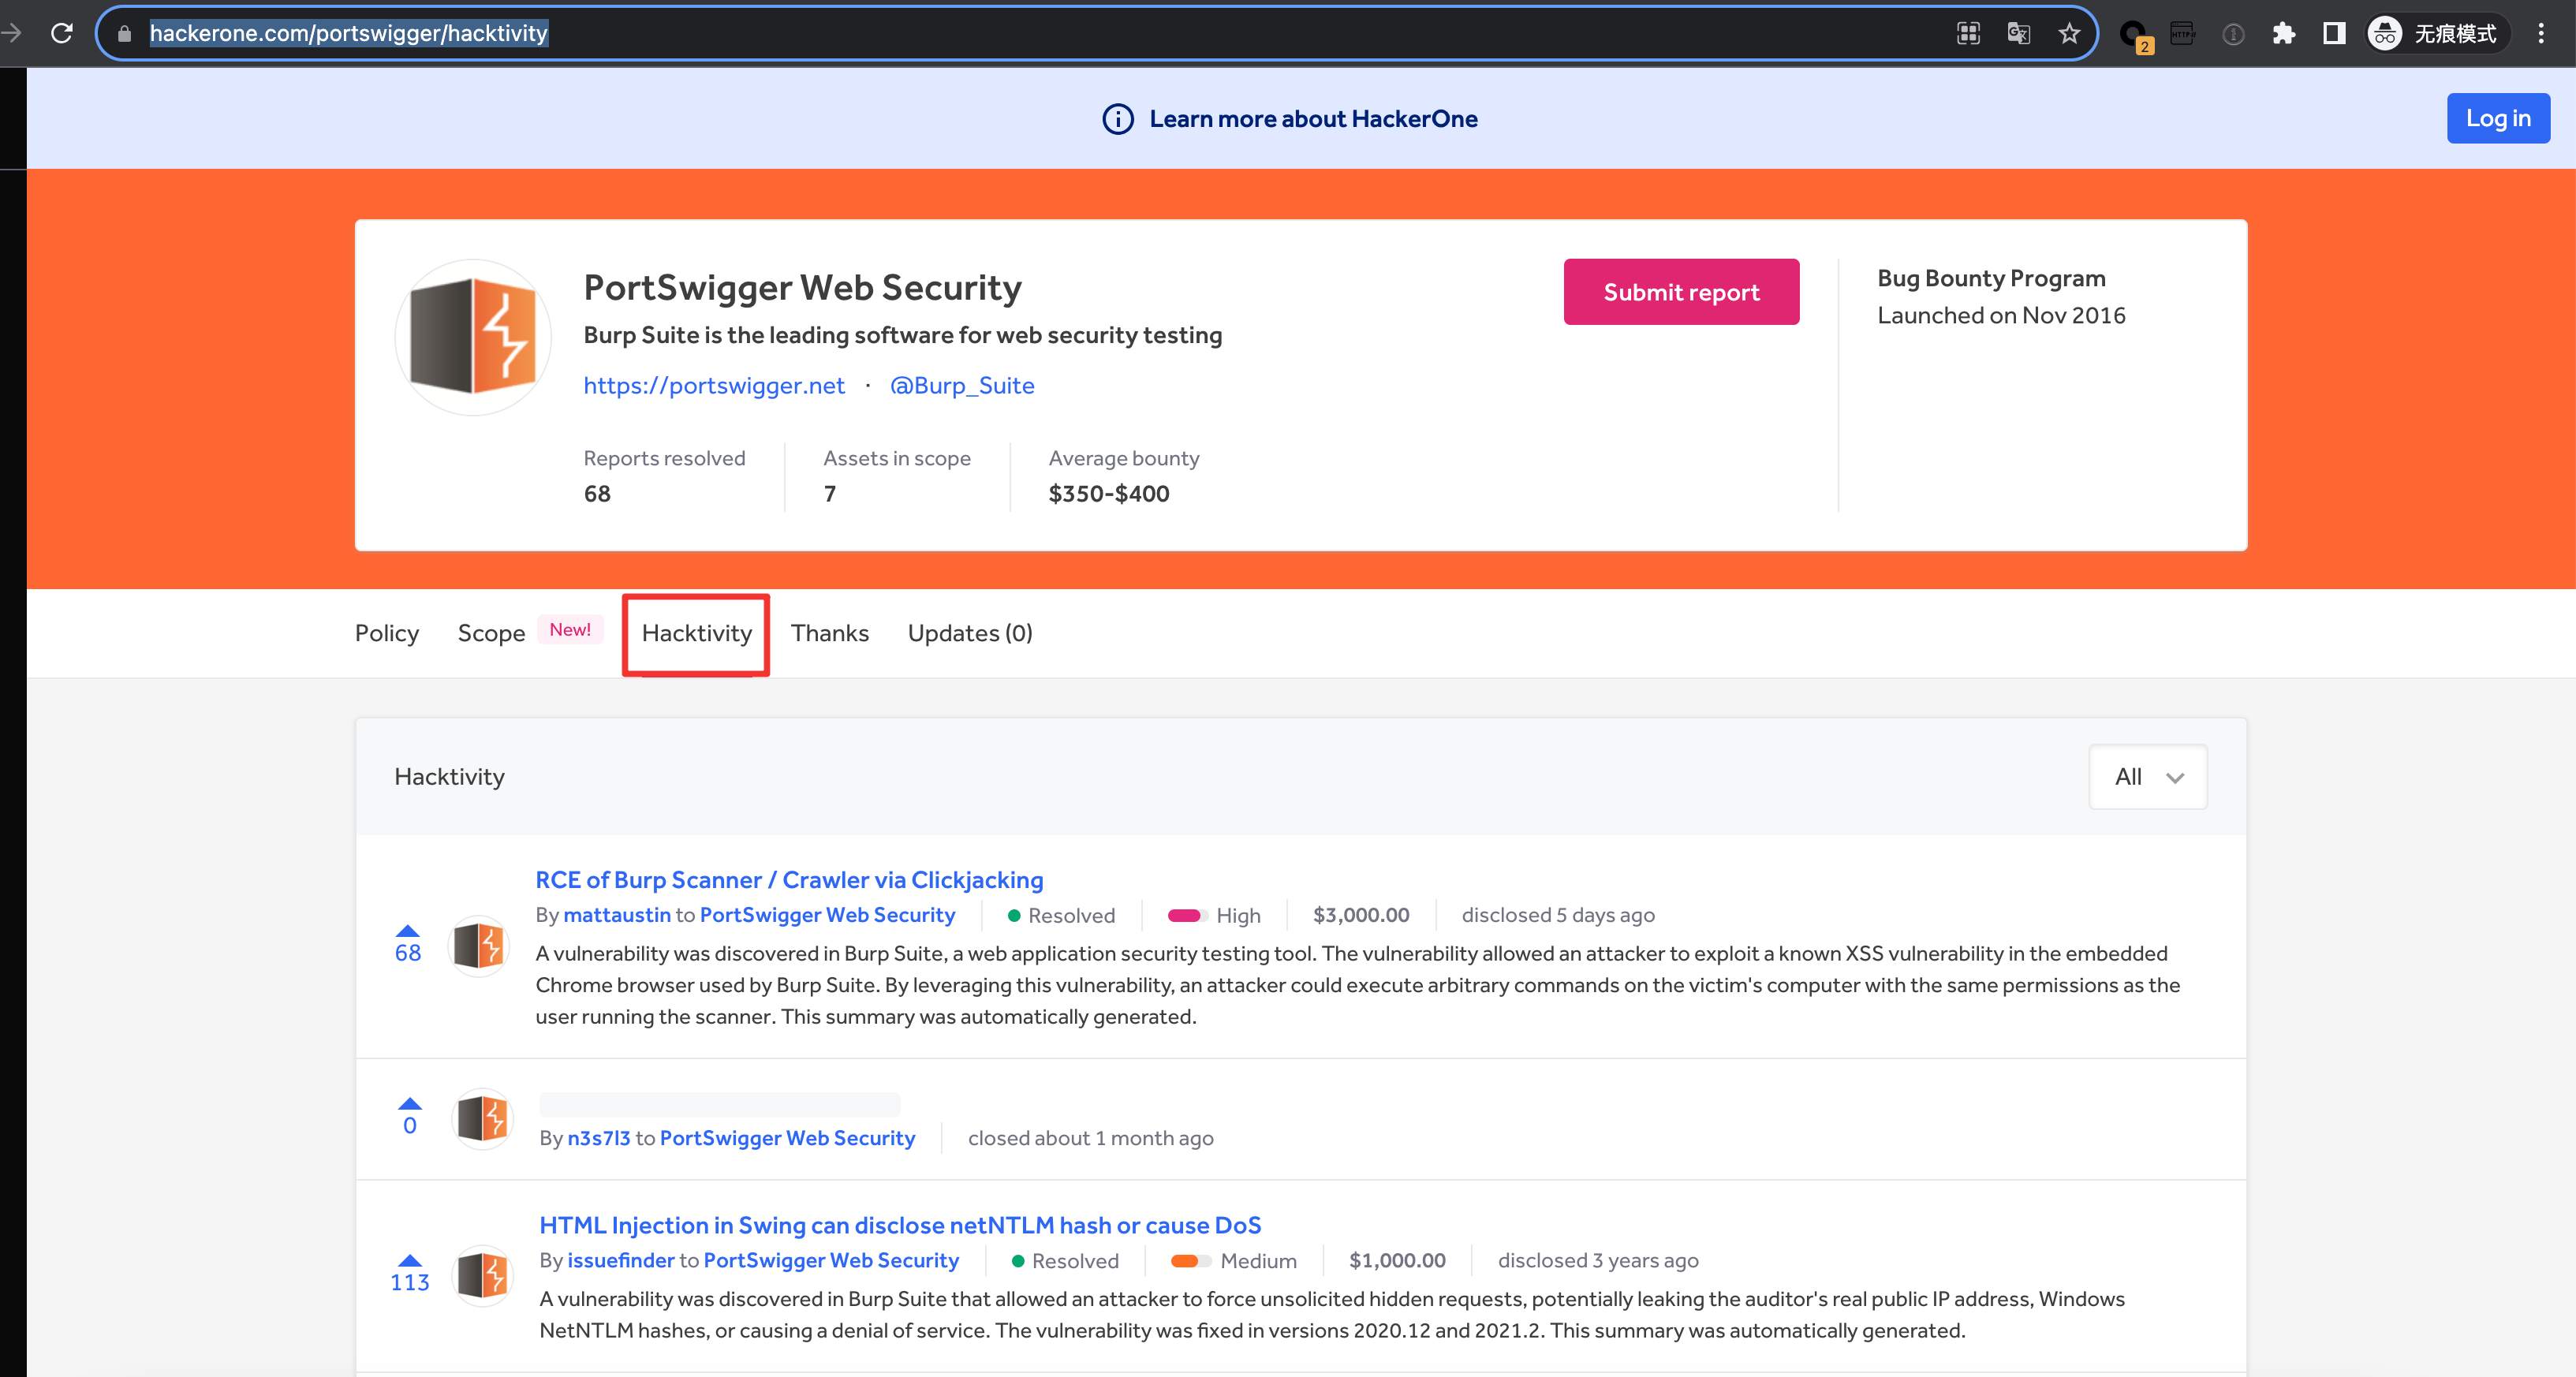 hackerone.com/portswigger/hacktivity
2
HTTP/
无痕模式
Learn more about HackerOne
Log in
PortSwigger Web Security
Burp Suite is the leading software for web security testing
https://portswigger.net · @Burp_Suite
Submit report
Bug Bounty Program
Launched on Nov 2016
Reports resolved
68
Assets in scope
7
Average bounty
$350-$400
Policy Scope New! Hacktivity Thanks Updates (0)
Hacktivity
All
68
RCE of Burp Scanner / Crawler via Clickjacking
By mattaustin to PortSwigger Web Security Resolved High $3,000.00 disclosed 5 days ago
A vulnerability was discovered in Burp Suite, a web application security testing tool. The vulnerability allowed an attacker to exploit a known XSS vulnerability in the embedded
Chrome browser used by Burp Suite. By leveraging this vulnerability, an attacker could execute arbitrary commands on the victim's computer with the same permissions as the
user running the scanner. This summary was automatically generated.
0
By n3s7l3 to PortSwigger Web Security closed about 1 month ago
113
HTML Injection in Swing can disclose netNTLM hash or cause DoS
By issuefinder to PortSwigger Web Security Resolved Medium $1,000.00 disclosed 3 years ago
A vulnerability was discovered in Burp Suite that allowed an attacker to force unsolicited hidden requests, potentially leaking the auditor's real public IP address, Windows
NetNTLM hashes, or causing a denial of service. The vulnerability was fixed in versions 2020.12 and 2021.2. This summary was automatically generated.